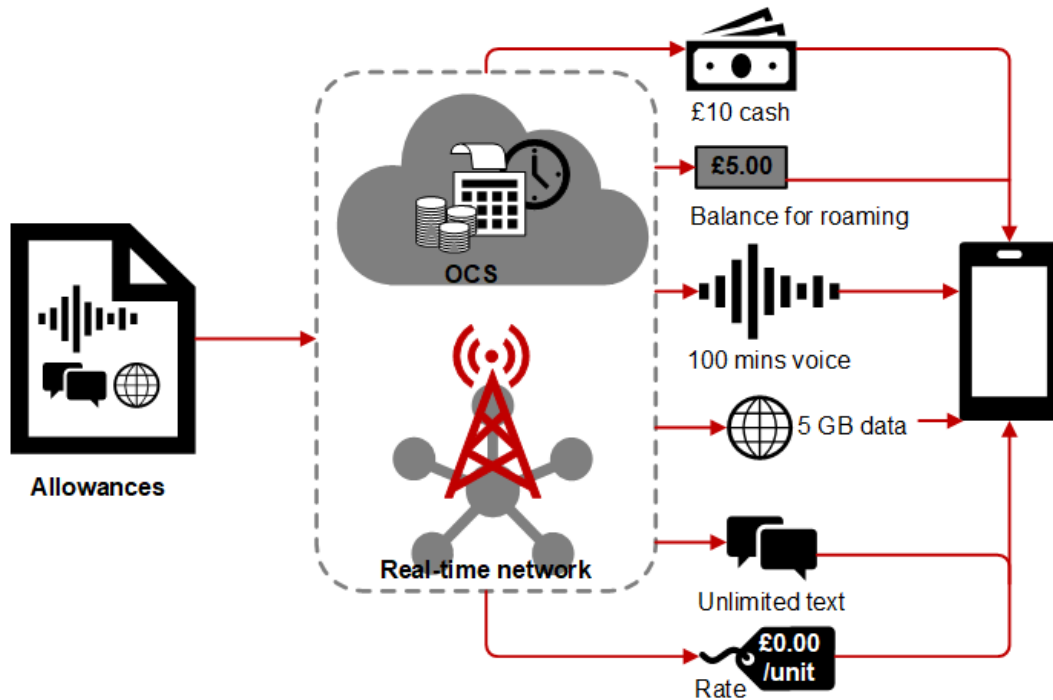 £10 cash
£5.00
Balance for roaming
OCS
100 mins voice
5 GB data
Allowances
Real-time network
Unlimited text
£0.00
/unit
Rate